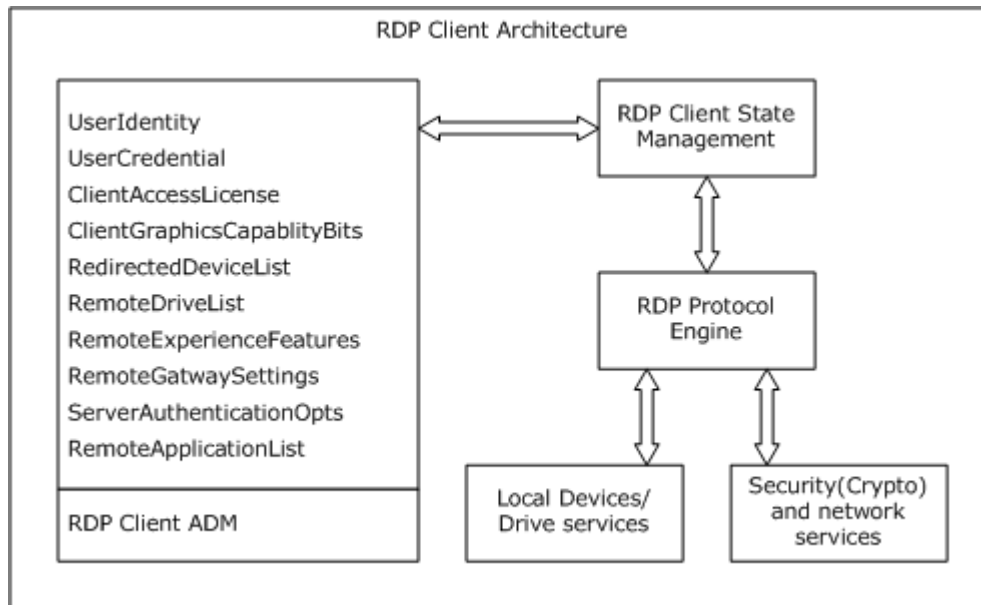 RDP Client Architecture
UserIdentity
UserCredential
ClientAccessLicense
ClientGraphicsCapablityBits
RedirectedDeviceList
RemoteDriveList
RemoteExperienceFeatures
RemoteGatwaySettings
ServerAuthenticationOpts
RemoteApplicationList
RDP Client ADM
RDP Client State
Management
RDP Protocol
Engine
Local Devices/
Drive services
Security(Crypto)
and network
services